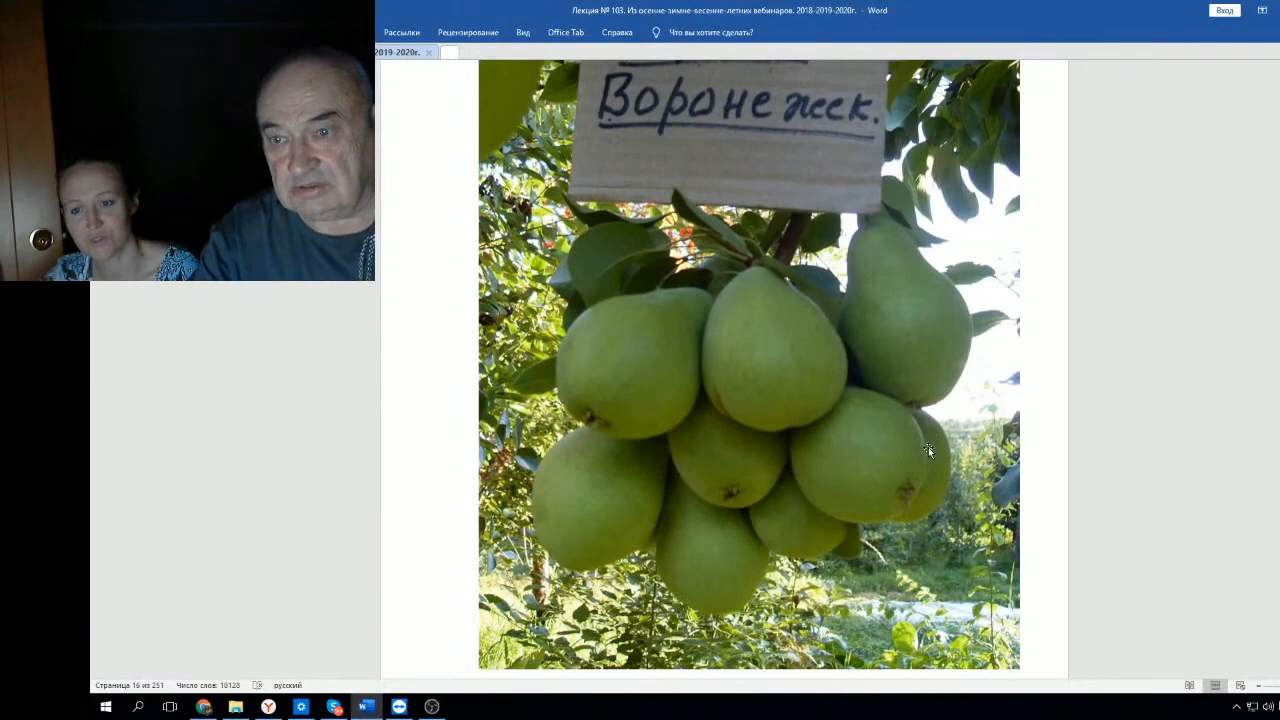 Лекция № 103. Из осенне-зимне-весенне-летних вебинаров. 2018-2019-2020г. - Word
Вход
Рассылки Рецензирование Вид Office Tab Справка Что вы хотите сделать?
2019-2020г.
Воронежск.
Страница 16 из 251 Число слов: 18128 русский